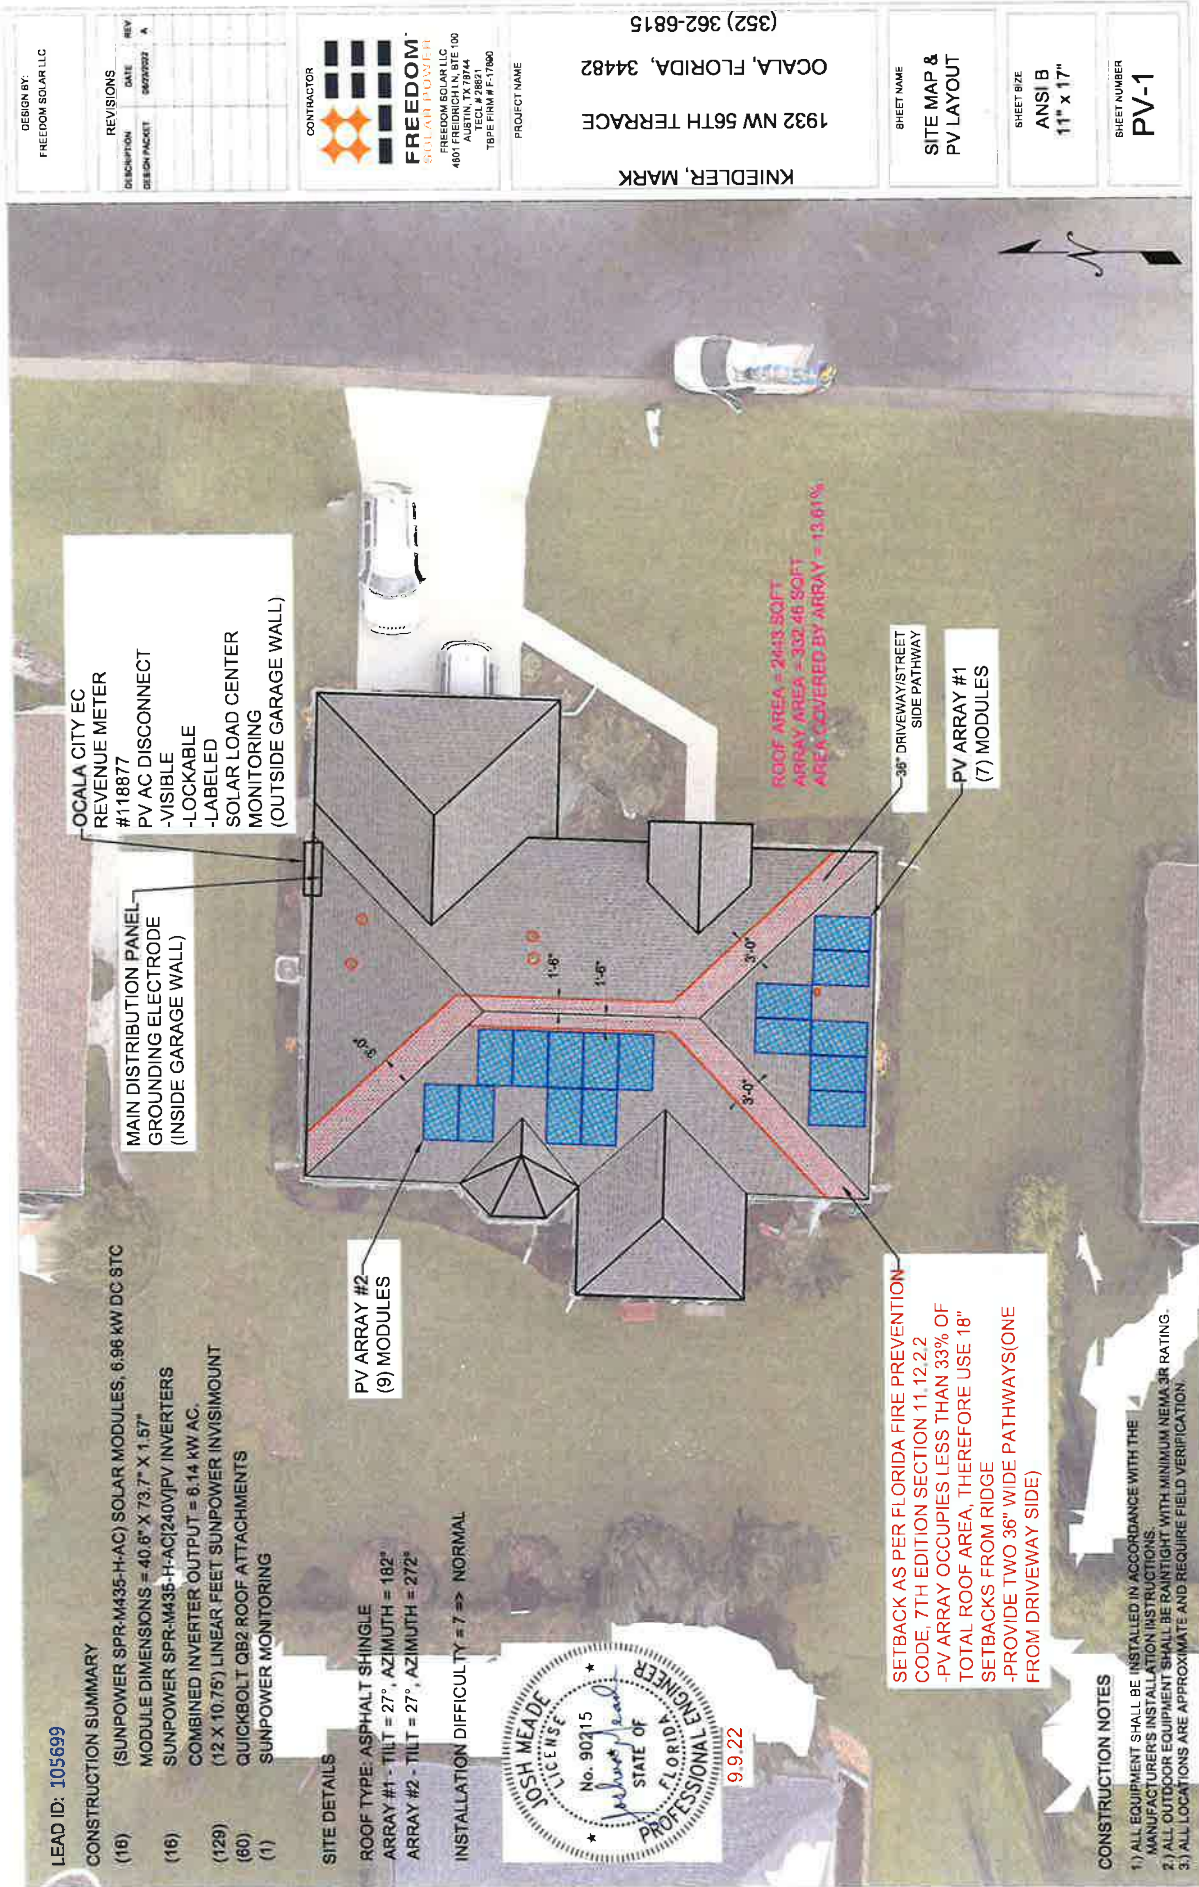 LEAD ID: 105699
CONSTRUCTION SUMMARY
(16) (SUNPOWER SPR-M435-H-AC) SOLAR MODULES, 6.96 kW DC STC
MODULE DIMENSIONS = 40.6" X 73.7" X 1.57"
(16) SUNPOWER SPR-M435-H-AC[240V]PV INVERTERS
COMBINED INVERTER OUTPUT = 6.14 kW AC.
(129) (12 X 10.75') LINEAR FEET SUNPOWER INVISIMOUNT
(60) QUICKBOLT QB2 ROOF ATTACHMENTS
(1) SUNPOWER MONITORING
SITE DETAILS
ROOF TYPE: ASPHALT SHINGLE
ARRAY #1 - TILT = 27°, AZIMUTH = 182°
ARRAY #2 - TILT = 27°, AZIMUTH = 272°
INSTALLATION DIFFICULTY = 7 => NORMAL
JOSH MEADE
LICENSE
No. 90215
STATE OF
FLORIDA
PROFESSIONAL ENGINEER
9.9.22
MAIN DISTRIBUTION PANEL
GROUNDING ELECTRODE
(INSIDE GARAGE WALL)
OCALA CITY EC
REVENUE METER
#118877
PV AC DISCONNECT
-VISIBLE
-LOCKABLE
-LABELED
SOLAR LOAD CENTER
MONITORING
(OUTSIDE GARAGE WALL)
PV ARRAY #2
(9) MODULES
3'-0"
1'-6"
1'-6"
3'-0"
3'-0"
ROOF AREA = 2443 SQFT
ARRAY AREA = 332.46 SQFT
AREA COVERED BY ARRAY = 13.61%
36" DRIVEWAY/STREET
SIDE PATHWAY
PV ARRAY #1
(7) MODULES
SETBACK AS PER FLORIDA FIRE PREVENTION
CODE, 7TH EDITION SECTION 11.12.2.2
-PV ARRAY OCCUPIES LESS THAN 33% OF
TOTAL ROOF AREA, THEREFORE USE 18"
SETBACKS FROM RIDGE
-PROVIDE TWO 36" WIDE PATHWAYS(ONE
FROM DRIVEWAY SIDE)
CONSTRUCTION NOTES
1.) ALL EQUIPMENT SHALL BE INSTALLED IN ACCORDANCE WITH THE
MANUFACTURER'S INSTALLATION INSTRUCTIONS.
2.) ALL OUTDOOR EQUIPMENT SHALL BE RAINTIGHT WITH MINIMUM NEMA 3R RATING.
3.) ALL LOCATIONS ARE APPROXIMATE AND REQUIRE FIELD VERIFICATION.
N
DESIGN BY:
FREEDOM SOLAR LLC
REVISIONS
DESCRIPTION DATE REV
DESIGN PACKET 08/23/2022 A
CONTRACTOR
FREEDOM
SOLAR POWER
FREEDOM SOLAR LLC
4801 FREIDRICH LN, STE 100
AUSTIN, TX 78744
TECL # 28621
TBPE FIRM # F-17890
PROJECT NAME
KNIEDLER, MARK
1932 NW 56TH TERRACE
OCALA, FLORIDA, 34482
(352) 362-6815
SHEET NAME
SITE MAP &
PV LAYOUT
SHEET SIZE
ANSI B
11" x 17"
SHEET NUMBER
PV-1